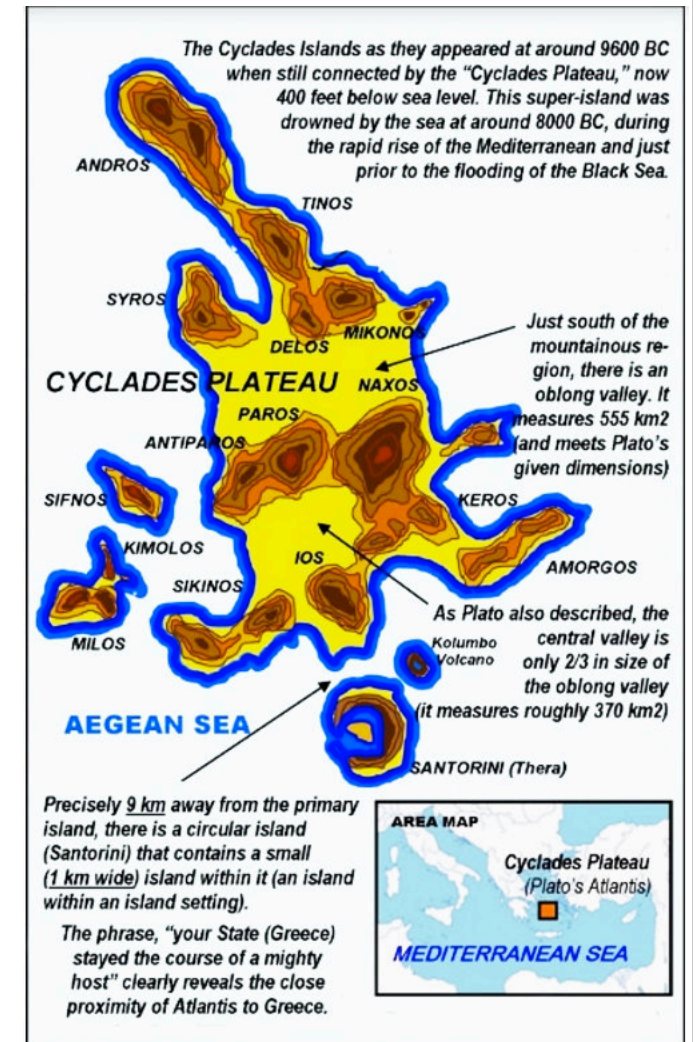 The Cyclades Islands as they appeared at around 9600 BC
when still connected by the “Cyclades Plateau,” now
400 feet below sea level. This super-island was
drowned by the sea at around 8000 BC, during
the rapid rise of the Mediterranean and just
prior to the flooding of the Black Sea.
ANDROS
TINOS
SYROS
MIKONOS
DELOS
Just south of the
mountainous re-
gion, there is an
oblong valley. It
measures 555 km2
(and meets Plato’s
given dimensions)
CYCLADES PLATEAU
NAXOS
PAROS
ANTIPAROS
SIFNOS
KEROS
KIMOLOS
IOS
AMORGOS
SIKINOS
MILOS
As Plato also described, the
central valley is
only 2/3 in size of
the oblong valley
(it measures roughly 370 km2)
Kolumbo
Volcano
AEGEAN SEA
SANTORINI (Thera)
Precisely 9 km away from the primary
island, there is a circular island
(Santorini) that contains a small
(1 km wide) island within it (an island
within an island setting).
The phrase, “your State (Greece)
stayed the course of a mighty
host” clearly reveals the close
proximity of Atlantis to Greece.
AREA MAP
Cyclades Plateau
(Plato’s Atlantis)
MEDITERRANEAN SEA